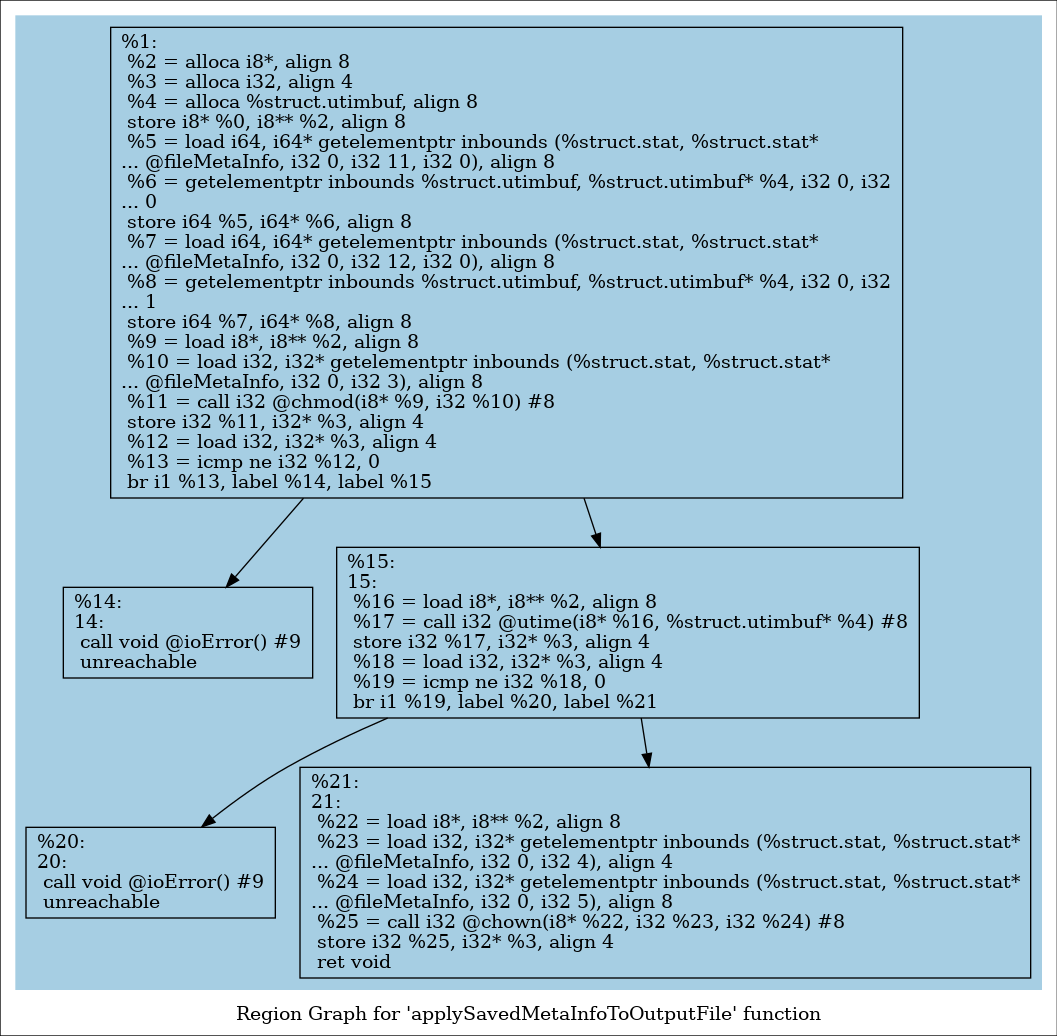 %1:
%2 = alloca i8*, align 8
%3 = alloca i32, align 4
%4 = alloca %struct.utimbuf, align 8
store i8* %0, i8** %2, align 8
%5 = load i64, i64* getelementptr inbounds (%struct.stat, %struct.stat*
... @fileMetaInfo, i32 0, i32 11, i32 0), align 8
%6 = getelementptr inbounds %struct.utimbuf, %struct.utimbuf* %4, i32 0, i32
... 0
store i64 %5, i64* %6, align 8
%7 = load i64, i64* getelementptr inbounds (%struct.stat, %struct.stat*
... @fileMetaInfo, i32 0, i32 12, i32 0), align 8
%8 = getelementptr inbounds %struct.utimbuf, %struct.utimbuf* %4, i32 0, i32
... 1
store i64 %7, i64* %8, align 8
%9 = load i8*, i8** %2, align 8
%10 = load i32, i32* getelementptr inbounds (%struct.stat, %struct.stat*
... @fileMetaInfo, i32 0, i32 3), align 8
%11 = call i32 @chmod(i8* %9, i32 %10) #8
store i32 %11, i32* %3, align 4
%12 = load i32, i32* %3, align 4
%13 = icmp ne i32 %12, 0
br i1 %13, label %14, label %15
%14:
14:
call void @ioError() #9
unreachable
%15:
15:
%16 = load i8*, i8** %2, align 8
%17 = call i32 @utime(i8* %16, %struct.utimbuf* %4) #8
store i32 %17, i32* %3, align 4
%18 = load i32, i32* %3, align 4
%19 = icmp ne i32 %18, 0
br i1 %19, label %20, label %21
%20:
20:
call void @ioError() #9
unreachable
%21:
21:
%22 = load i8*, i8** %2, align 8
%23 = load i32, i32* getelementptr inbounds (%struct.stat, %struct.stat*
... @fileMetaInfo, i32 0, i32 4), align 4
%24 = load i32, i32* getelementptr inbounds (%struct.stat, %struct.stat*
... @fileMetaInfo, i32 0, i32 5), align 8
%25 = call i32 @chown(i8* %22, i32 %23, i32 %24) #8
store i32 %25, i32* %3, align 4
ret void
Region Graph for 'applySavedMetaInfoToOutputFile' function